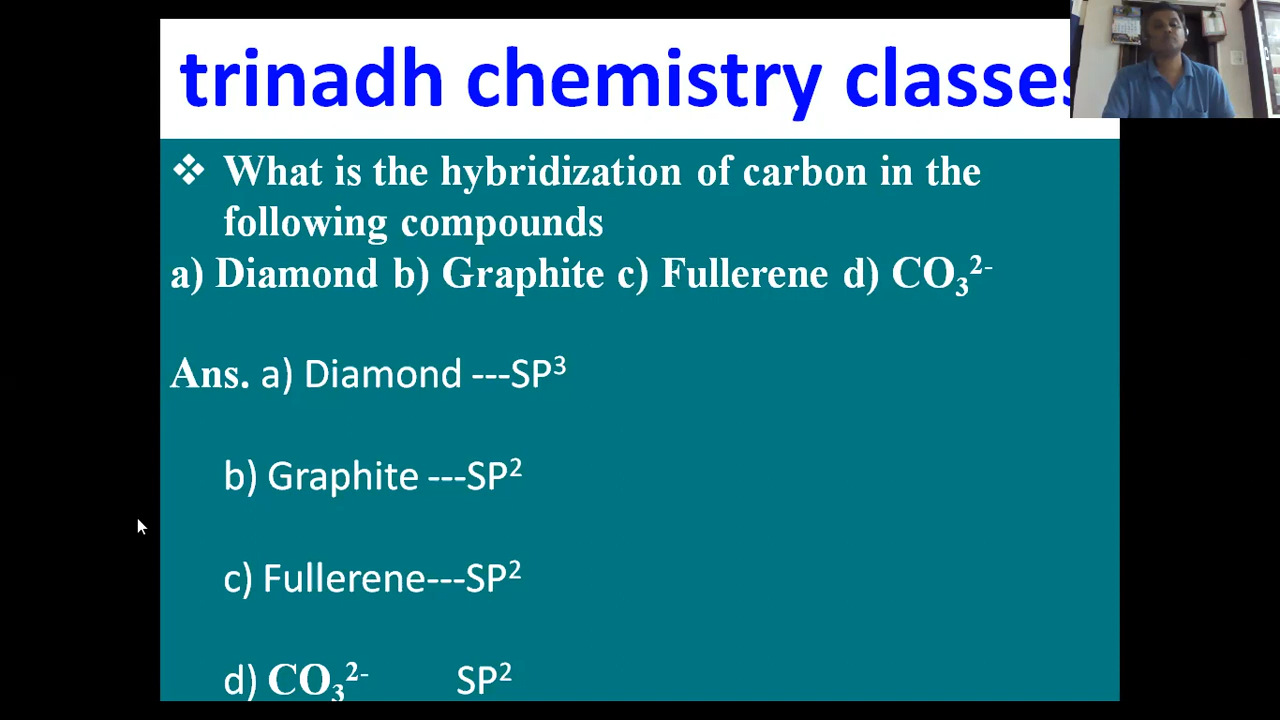 trinadh chemistry classes
❖ What is the hybridization of carbon in the
following compounds
a) Diamond b) Graphite c) Fullerene d) CO₃²⁻
Ans. a) Diamond ---SP³
b) Graphite ---SP²
c) Fullerene---SP²
d) CO₃²⁻ SP²